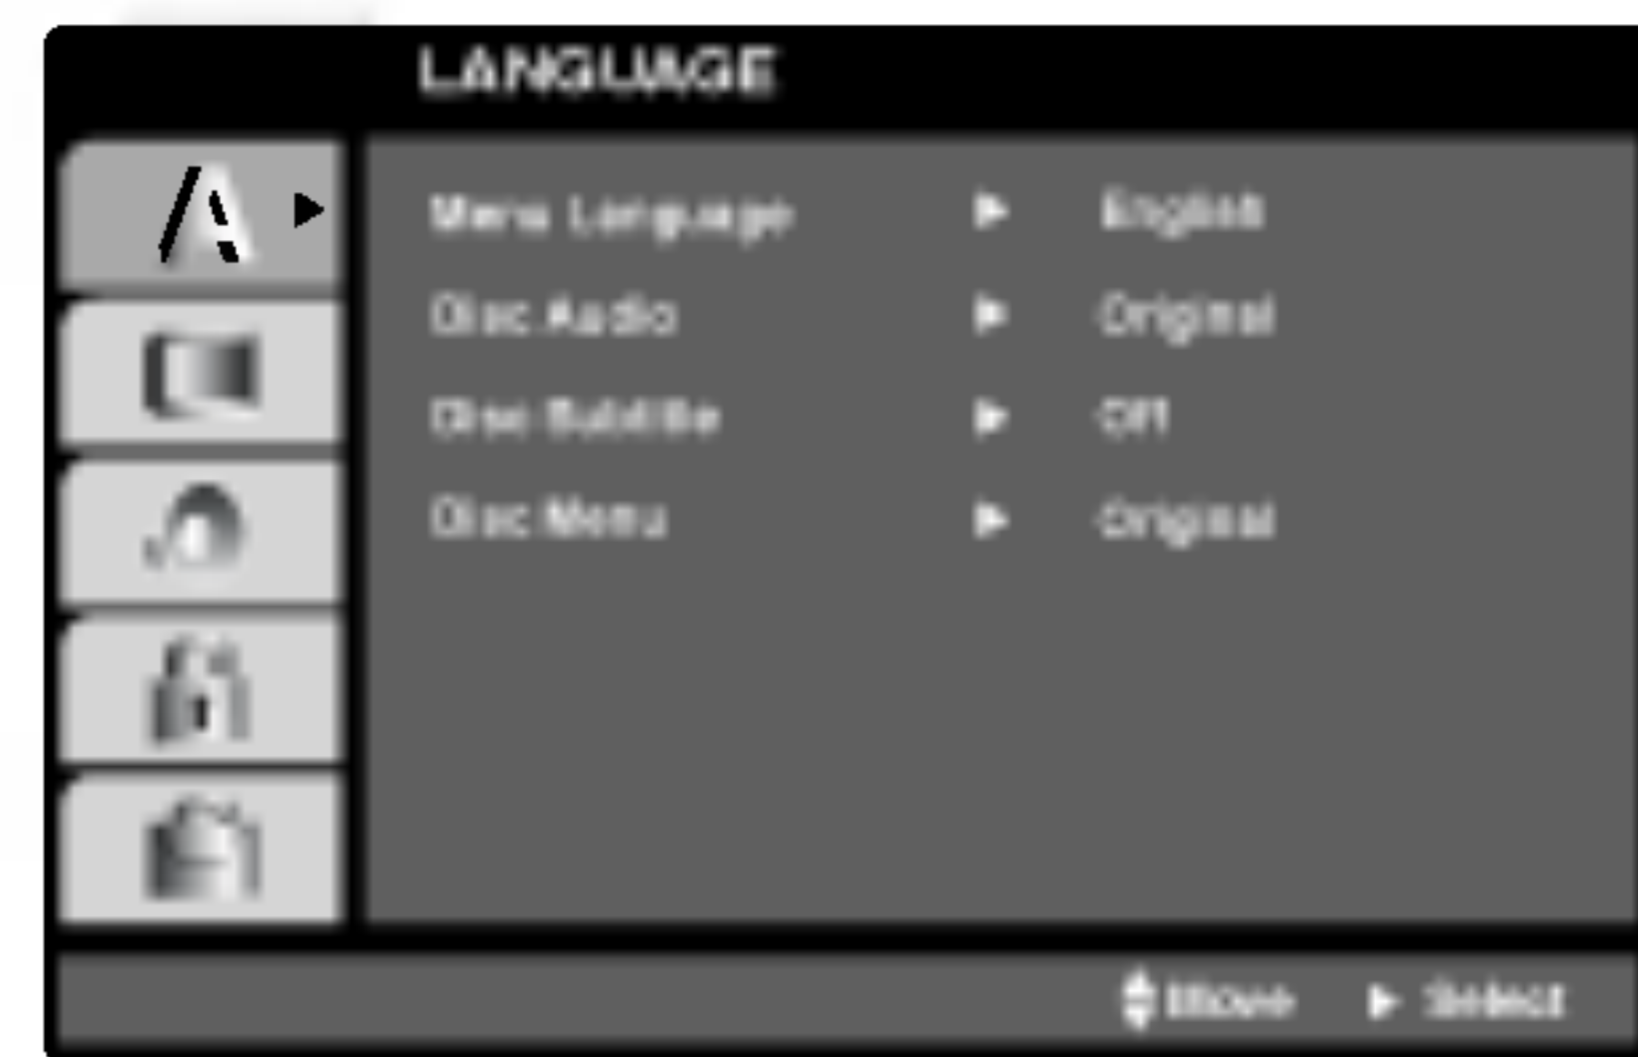 LANGUAGE
Menu Language ► English
Disc Audio ► Original
Disc Subtitle ► Off
Disc Menu ► Original
Move ► Select